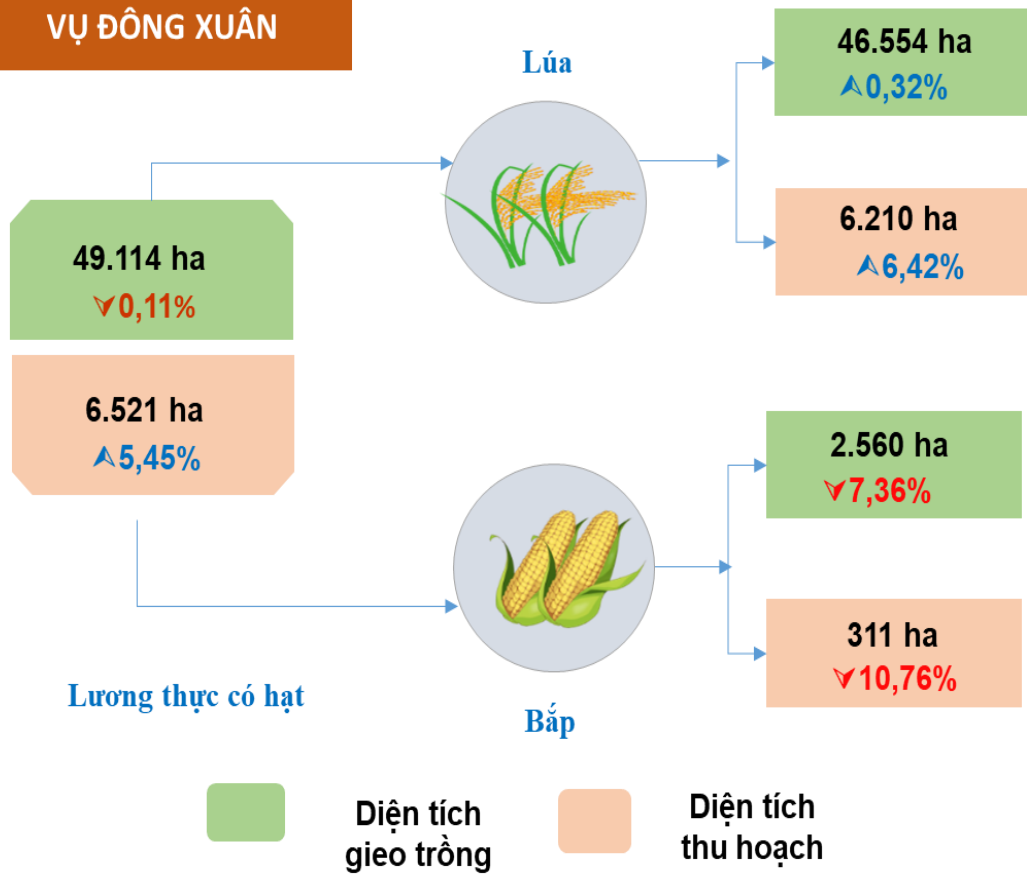 VỤ ĐÔNG XUÂN
Lúa
46.554 ha
0,32%
6.210 ha
6,42%
49.114 ha
0,11%
6.521 ha
5,45%
2.560 ha
7,36%
311 ha
10,76%
Lương thực có hạt
Bắp
Diện tích
gieo trồng
Diện tích
thu hoạch